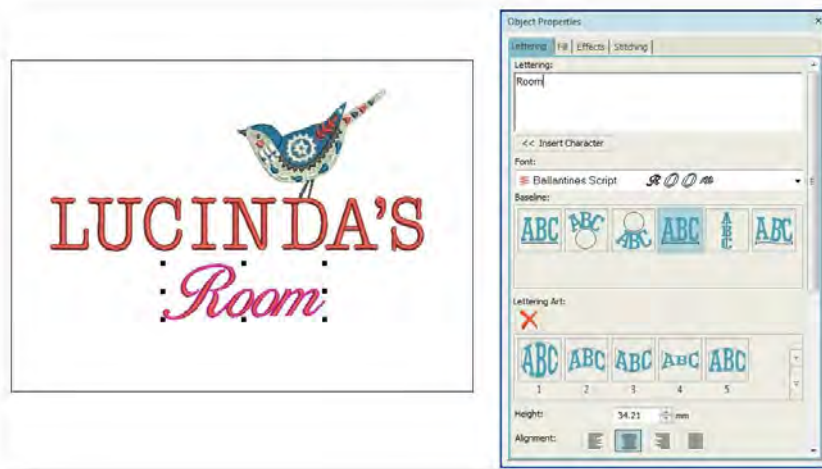 LUCINDA'S
Room
Object Properties
Lettering Fill Effects Stitching
Lettering:
Room
<< Insert Character
Font:
Ballantines Script ROOM
Baseline:
ABC ABC ABC ABC ABC ABC
Lettering Art:
ABC ABC ABC ABC ABC
1 2 3 4 5
Height: 34.21 mm
Alignment: